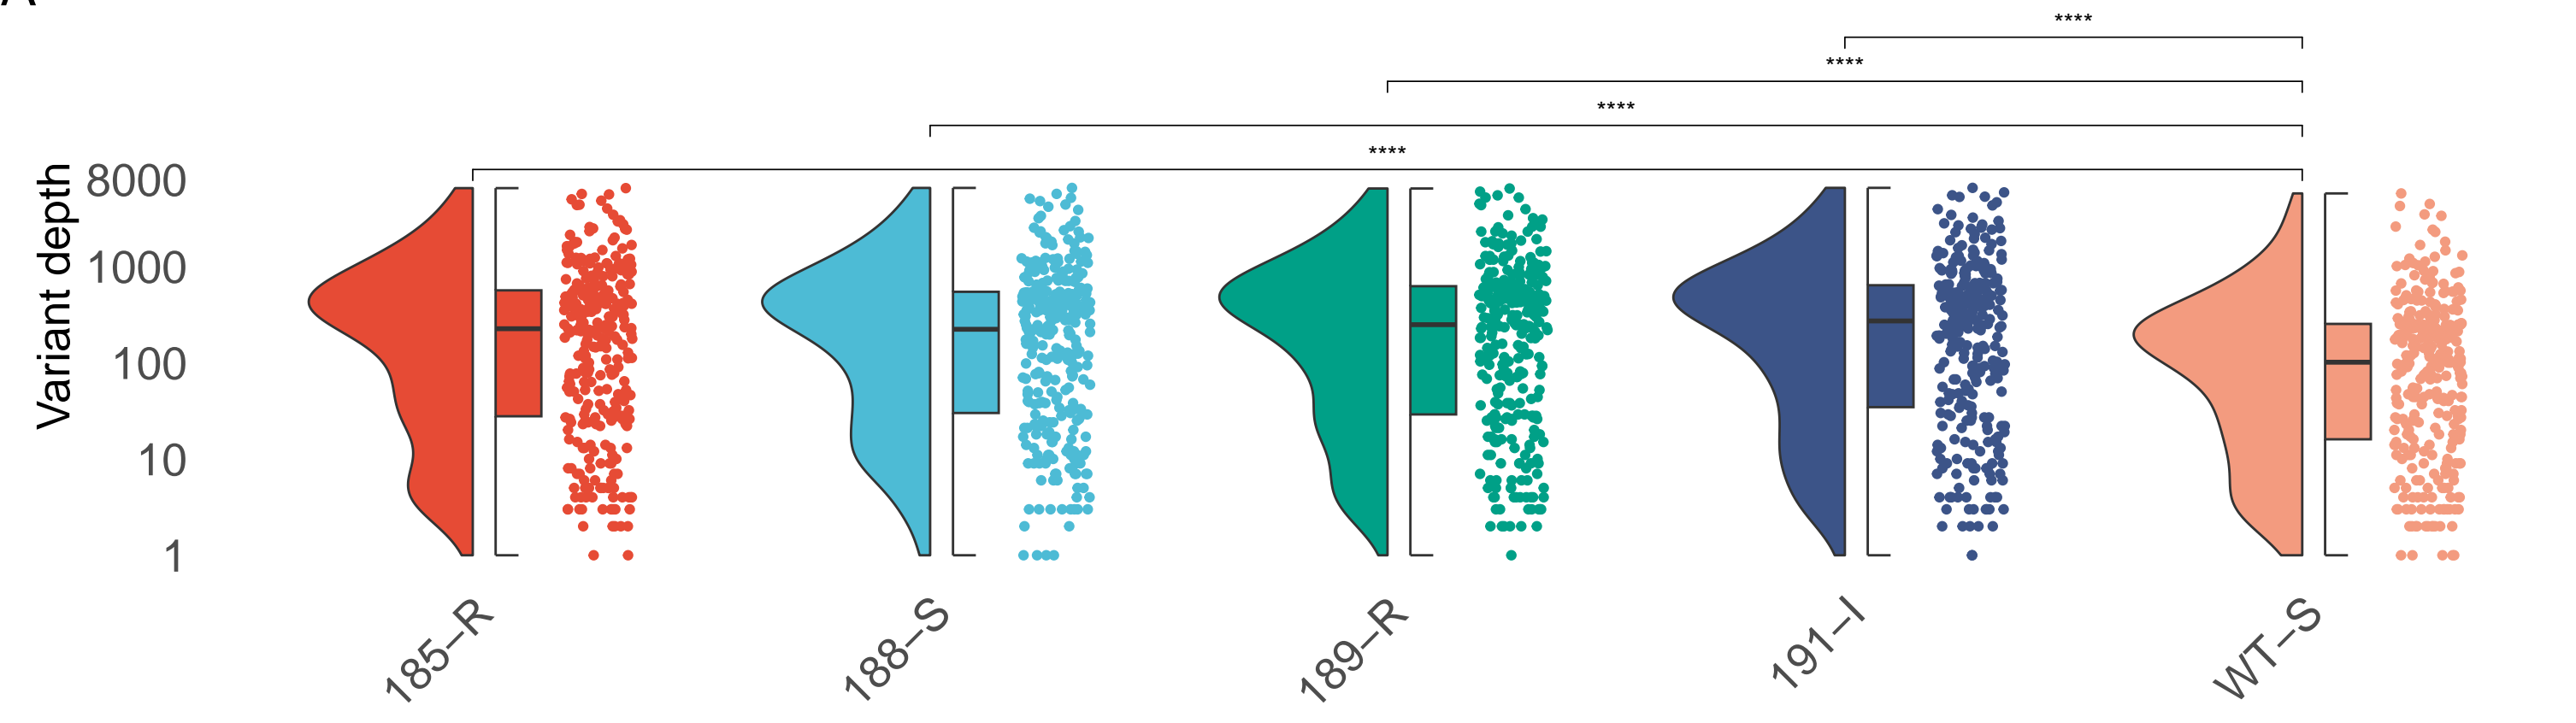 ****
****
****
****
Variant depth
8000
1000
100
10
1
185–R
188–S
189–R
191–I
WT–S